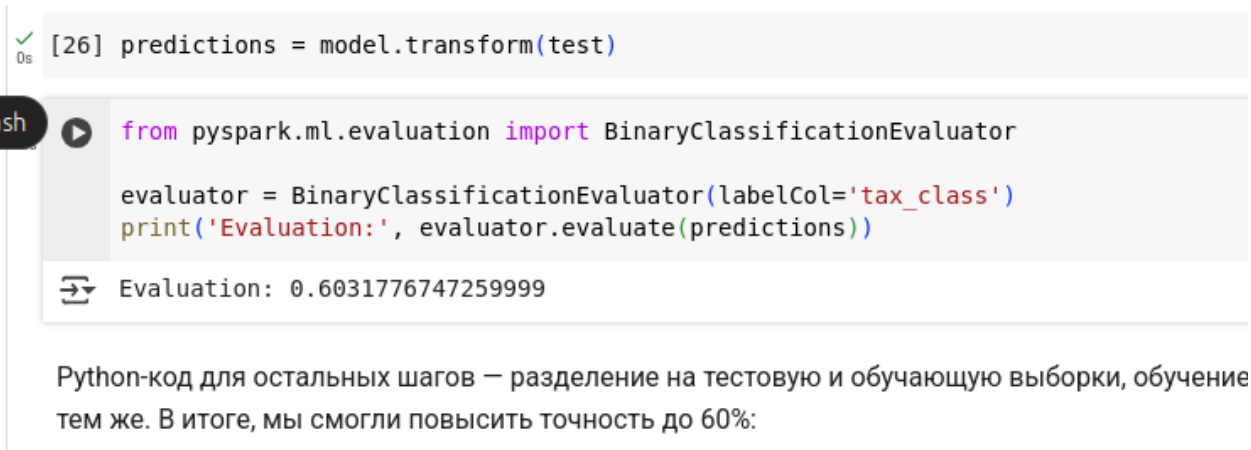 0s [26] predictions = model.transform(test)
sh
from pyspark.ml.evaluation import BinaryClassificationEvaluator
evaluator = BinaryClassificationEvaluator(labelCol='tax_class')
print('Evaluation:', evaluator.evaluate(predictions))
Evaluation: 0.6031776747259999
Python-код для остальных шагов — разделение на тестовую и обучающую выборки, обучение
тем же. В итоге, мы смогли повысить точность до 60%: